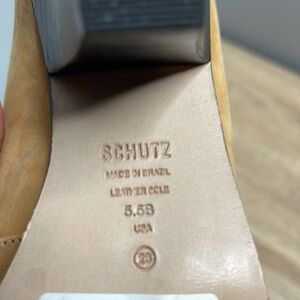 SCHUTZ
MADE IN BRAZIL
LEATHER SOLE
5.5B
USA